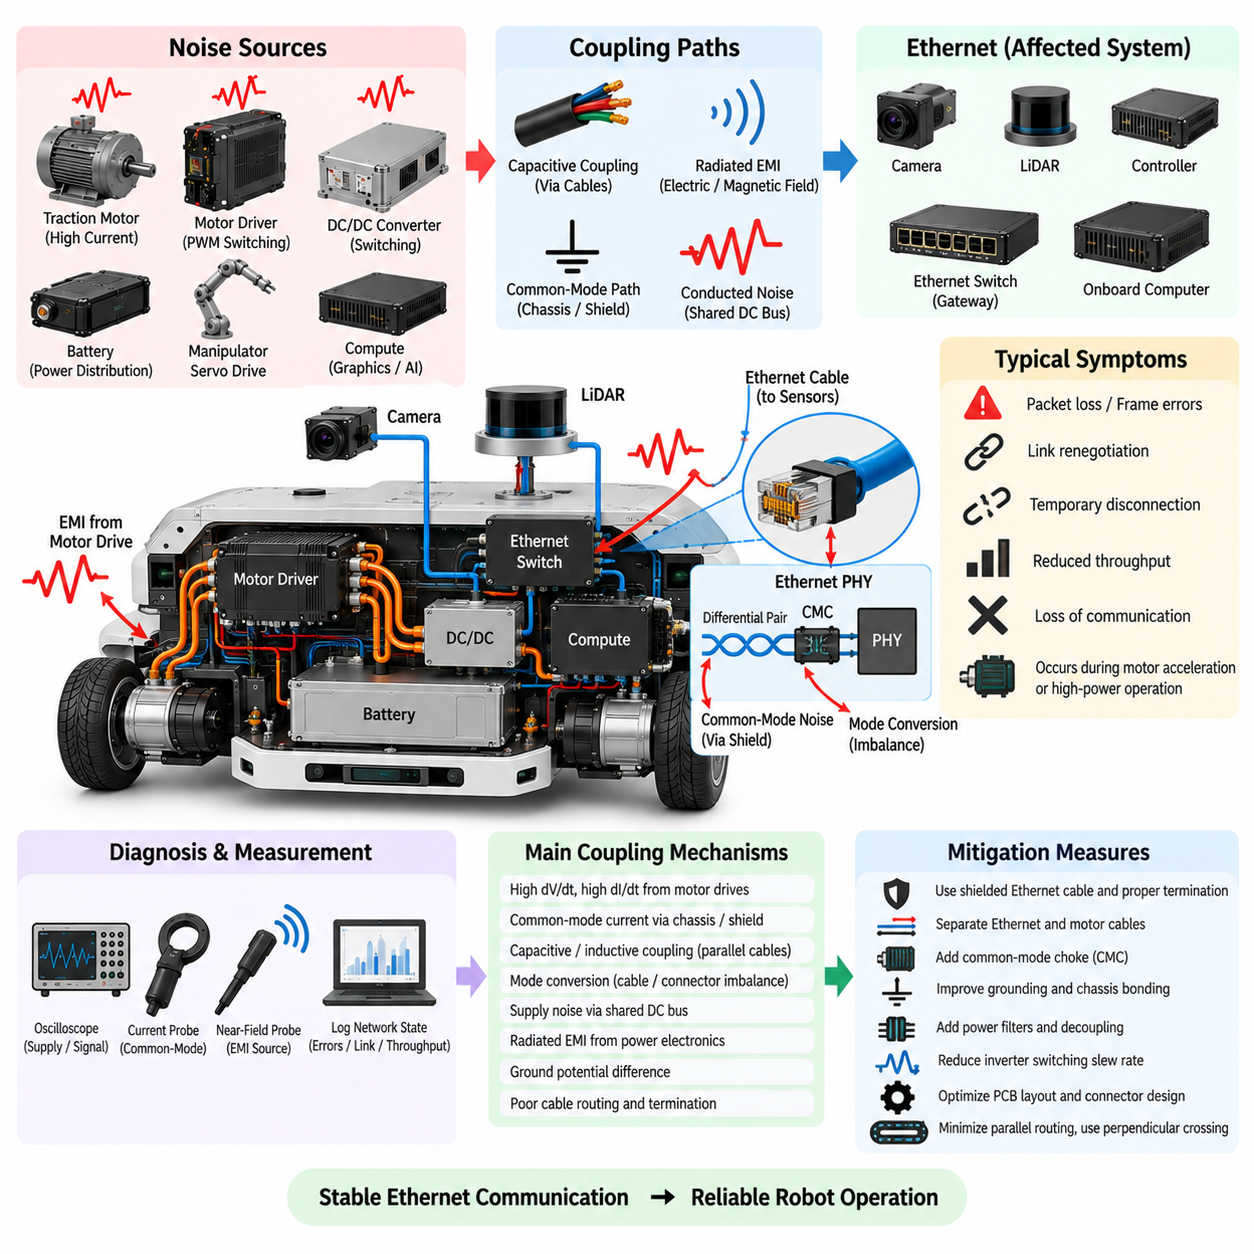 Noise Sources
Traction Motor
(High Current)
Motor Driver
(PWM Switching)
DC/DC Converter
(Switching)
Battery
(Power Distribution)
Manipulator
Servo Drive
Compute
(Graphics / AI)
Coupling Paths
Capacitive Coupling
(Via Cables)
Radiated EMI
(Electric / Magnetic Field)
Common-Mode Path
(Chassis / Shield)
Conducted Noise
(Shared DC Bus)
Ethernet (Affected System)
Camera
LiDAR
Controller
Ethernet Switch
(Gateway)
Onboard Computer
Typical Symptoms
Packet loss / Frame errors
Link renegotiation
Temporary disconnection
Reduced throughput
Loss of communication
Occurs during motor acceleration
or high-power operation
Camera
LiDAR
Ethernet Cable
(to Sensors)
EMI from
Motor Drive
Motor Driver
Ethernet
Switch
DC/DC
Compute
Battery
Ethernet PHY
Differential Pair
CMC
PHY
Common-Mode Noise
(Via Shield)
Mode Conversion
(Imbalance)
Diagnosis & Measurement
Oscilloscope
(Supply / Signal)
Current Probe
(Common-Mode)
Near-Field Probe
(EMI Source)
Log Network State
(Errors / Link / Throughput)
Main Coupling Mechanisms
High dV/dt, high dI/dt from motor drives
Common-mode current via chassis / shield
Capacitive / inductive coupling (parallel cables)
Mode conversion (cable / connector imbalance)
Supply noise via shared DC bus
Radiated EMI from power electronics
Ground potential difference
Poor cable routing and termination
Mitigation Measures
Use shielded Ethernet cable and proper termination
Separate Ethernet and motor cables
Add common-mode choke (CMC)
Improve grounding and chassis bonding
Add power filters and decoupling
Reduce inverter switching slew rate
Optimize PCB layout and connector design
Minimize parallel routing, use perpendicular crossing
Stable Ethernet Communication → Reliable Robot Operation